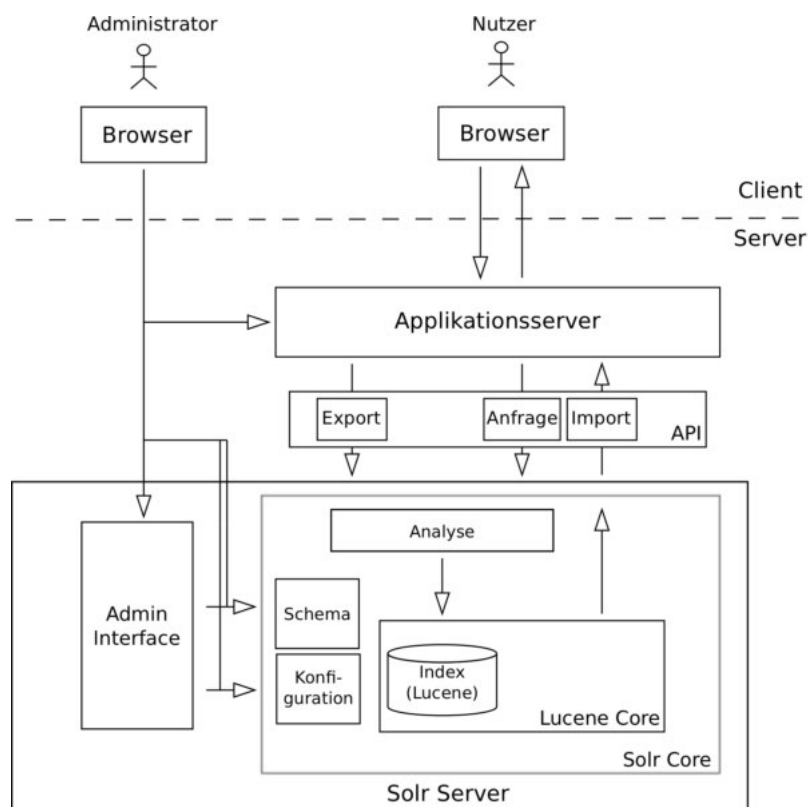 Administrator
Nutzer
Browser
Browser
Client
Server
Applikationsserver
Export
Anfrage
Import
API
Analyse
Admin
Interface
Schema
Konfi-
guration
Index
(Lucene)
Lucene Core
Solr Core
Solr Server